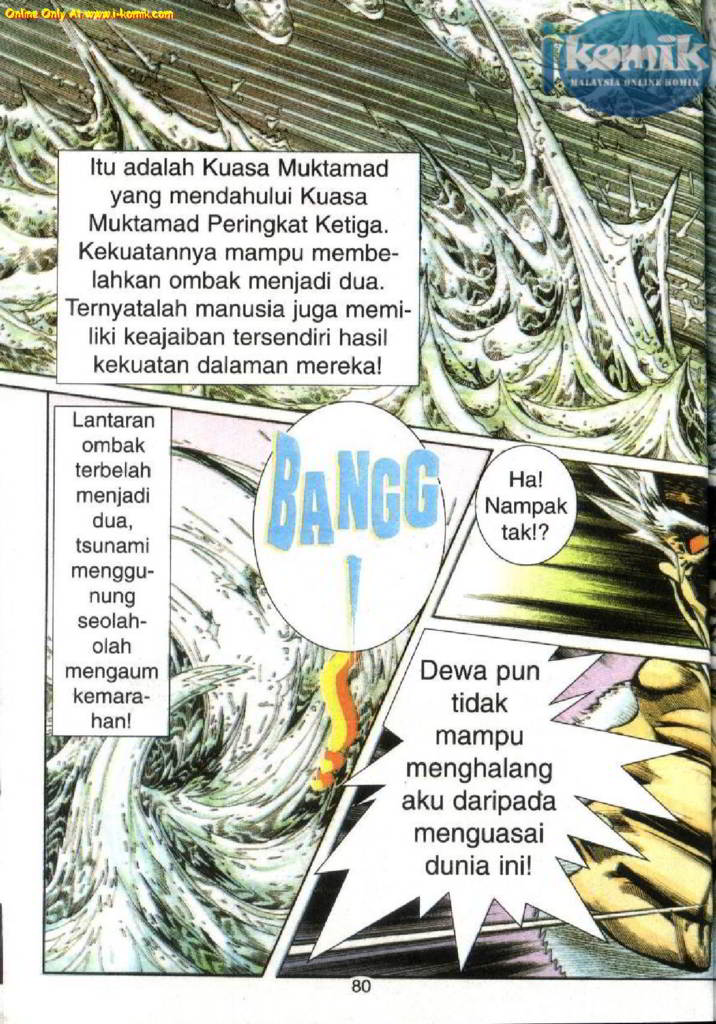 Online Only At www.i-komik.com
ikomik
MALAYSIA ONLINE KOMIK
Itu adalah Kuasa Muktamad
yang mendahului Kuasa
Muktamad Peringkat Ketiga.
Kekuatannya mampu membe-
lahkan ombak menjadi dua.
Ternyatalah manusia juga memi-
liki keajaiban tersendiri hasil
kekuatan dalaman mereka!
Lantaran
ombak
terbelah
menjadi
dua,
tsunami
menggu-
nung
seolah-
olah
mengaum
kemara-
han!
BANGG
!
Ha!
Nampak
tak!?
Dewa pun
tidak
mampu
menghalang
aku daripada
menguasai
dunia ini!
80